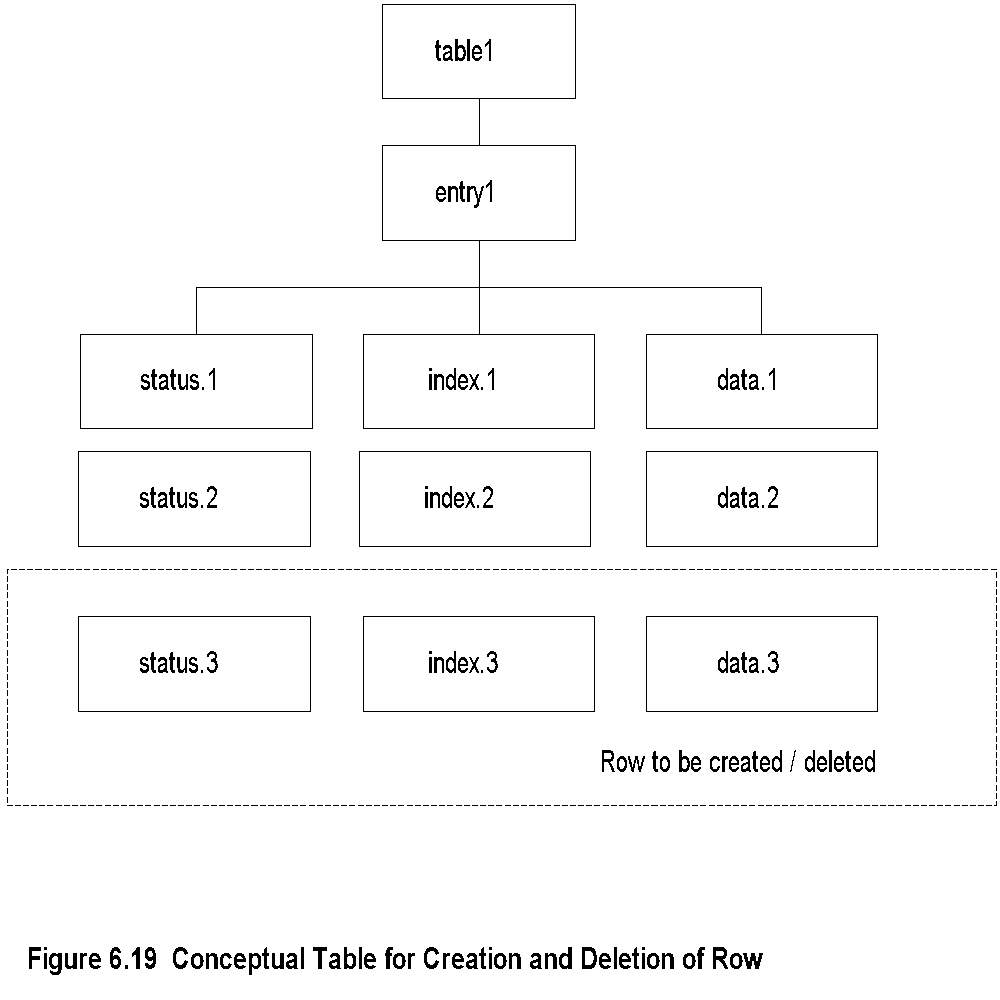 table1
entry1
status.1 index.1 data.1
status.2 index.2 data.2
status.3 index.3 data.3
Row to be created / deleted
Figure 6.19 Conceptual Table for Creation and Deletion of Row